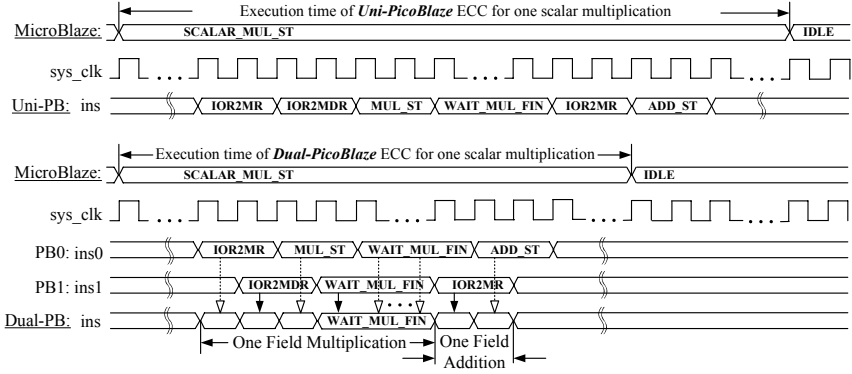 Execution time of Uni-PicoBlaze ECC for one scalar multiplication
MicroBlaze: SCALAR_MUL_ST IDLE
sys_clk
Uni-PB: ins IOR2MR IOR2MDR MUL_ST WAIT_MUL_FIN IOR2MR ADD_ST
Execution time of Dual-PicoBlaze ECC for one scalar multiplication
MicroBlaze: SCALAR_MUL_ST IDLE
sys_clk
PB0: ins0 IOR2MR MUL_ST WAIT_MUL_FIN ADD_ST
PB1: ins1 IOR2MDR WAIT_MUL_FIN IOR2MR
Dual-PB: ins WAIT_MUL_FIN
One Field Multiplication One Field
Addition